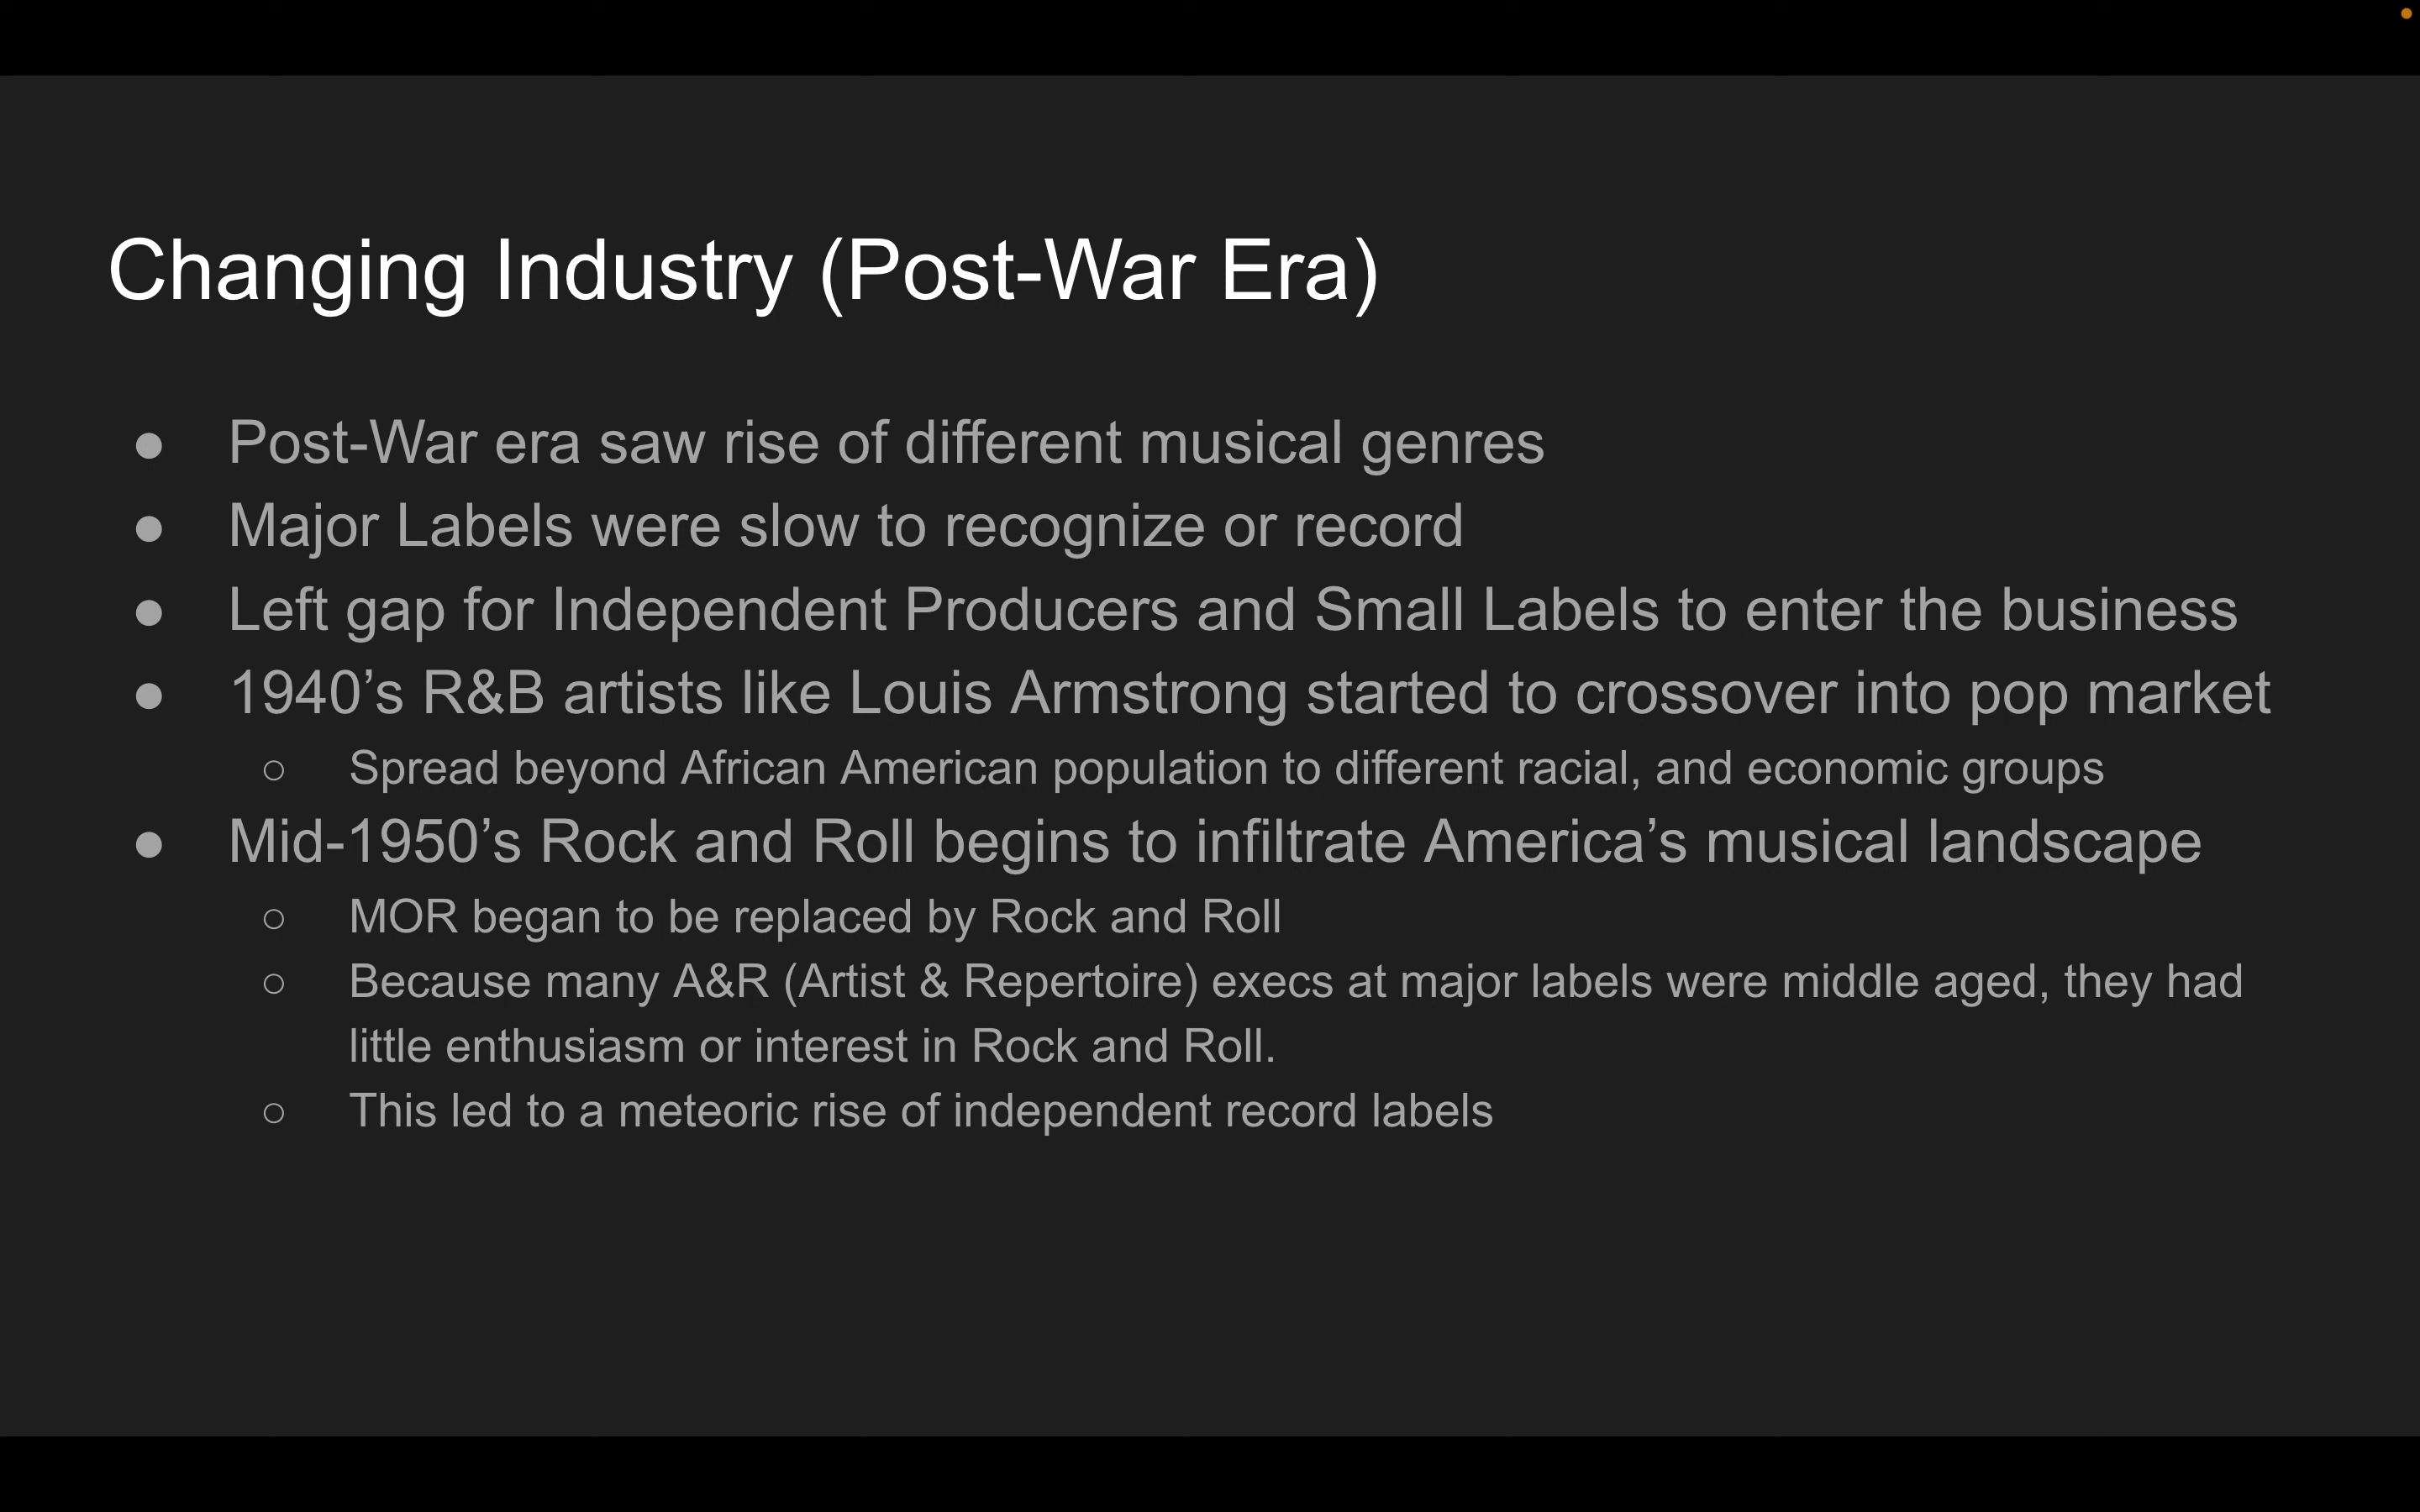 Changing Industry (Post-War Era)
● Post-War era saw rise of different musical genres
● Major Labels were slow to recognize or record
● Left gap for Independent Producers and Small Labels to enter the business
● 1940’s R&B artists like Louis Armstrong started to crossover into pop market
○ Spread beyond African American population to different racial, and economic groups
● Mid-1950’s Rock and Roll begins to infiltrate America’s musical landscape
○ MOR began to be replaced by Rock and Roll
○ Because many A&R (Artist & Repertoire) execs at major labels were middle aged, they had
little enthusiasm or interest in Rock and Roll.
○ This led to a meteoric rise of independent record labels